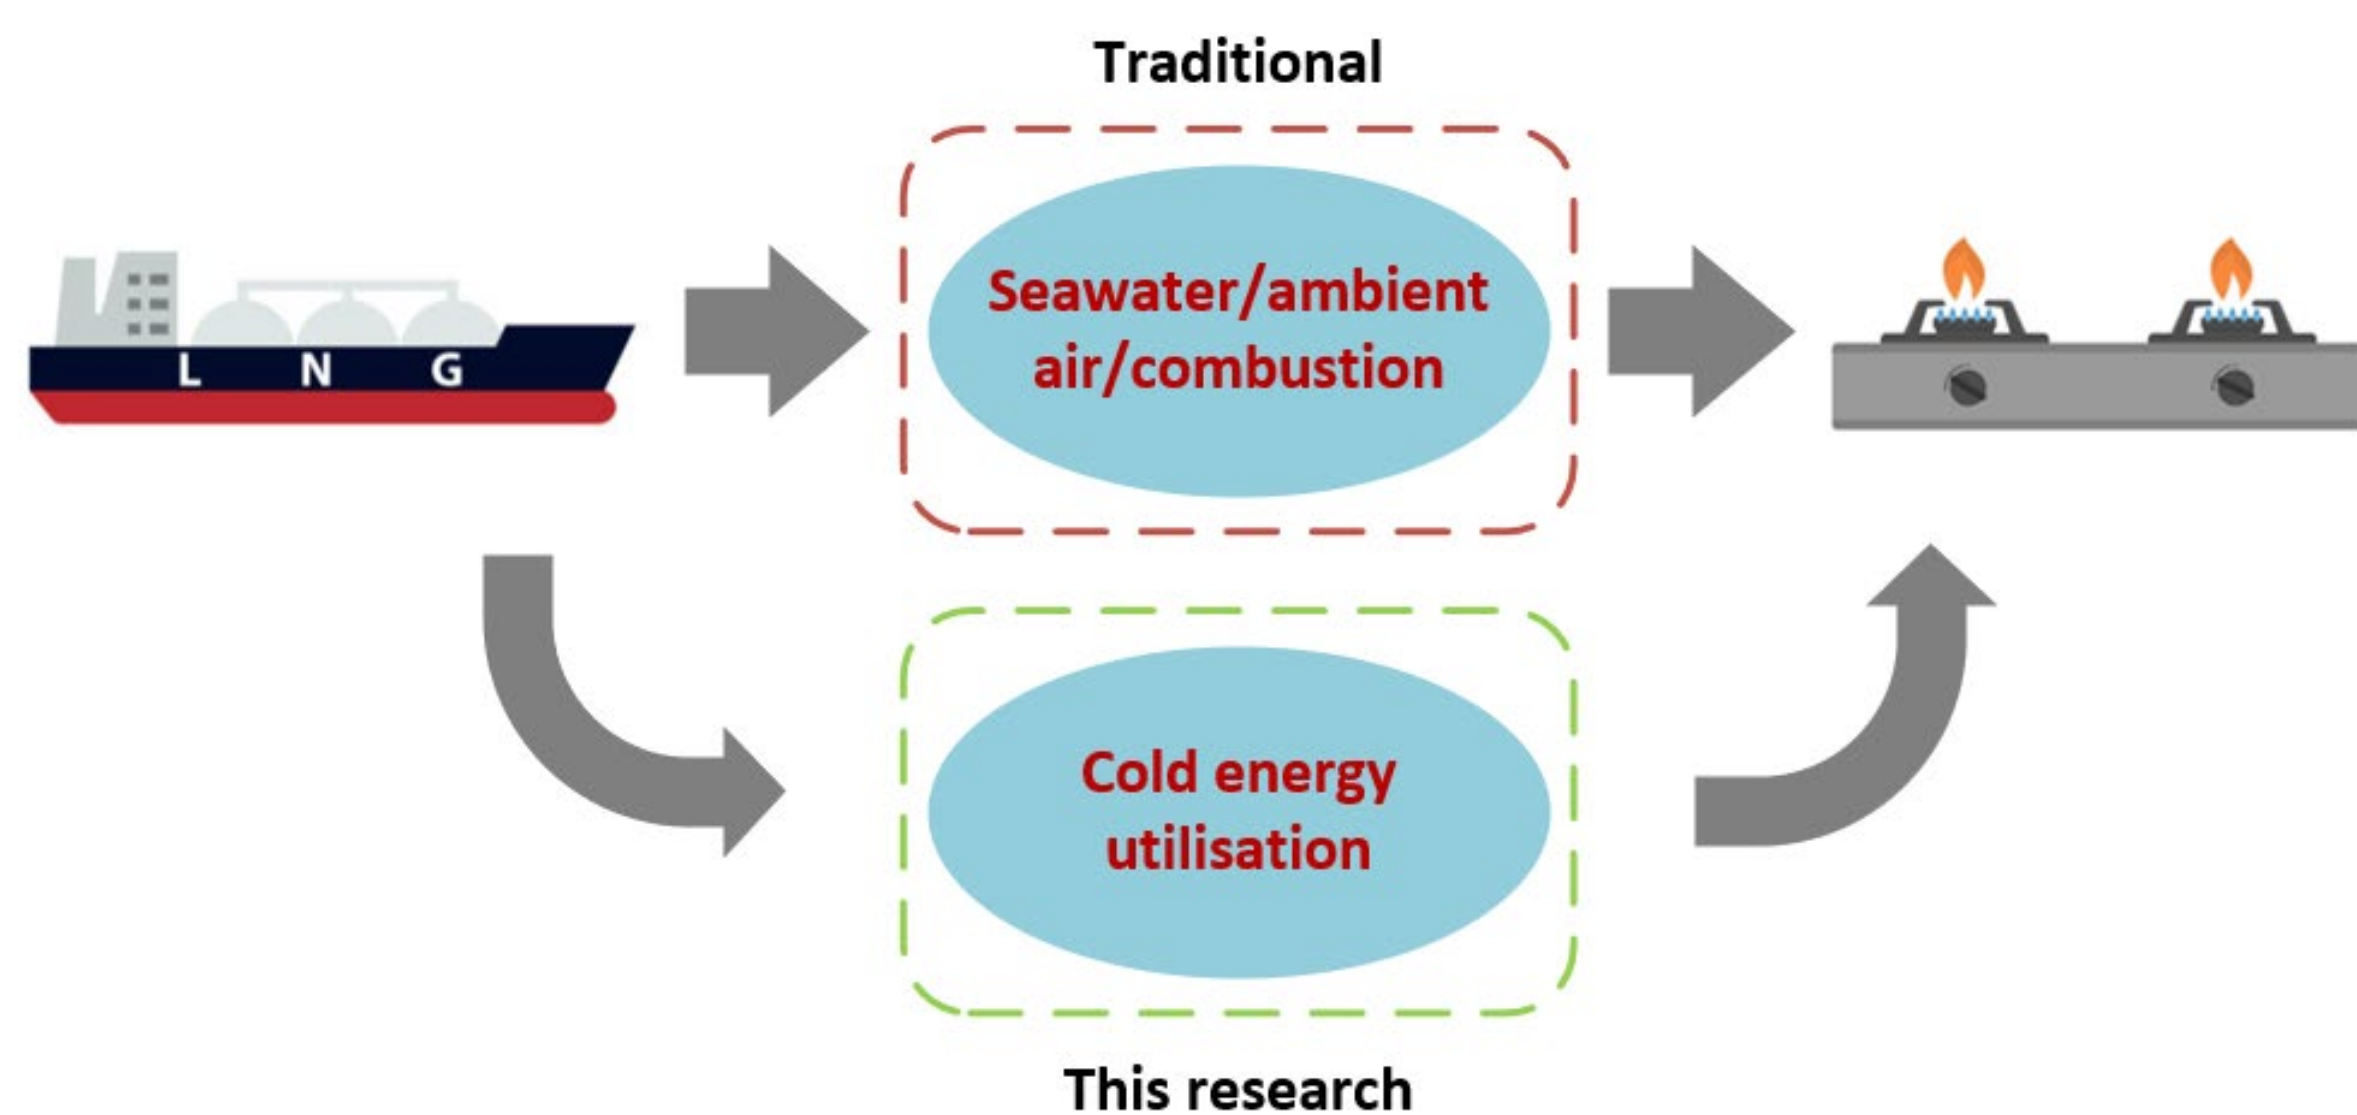 Traditional
Seawater/ambient
air/combustion
L N G
Cold energy
utilisation
This research